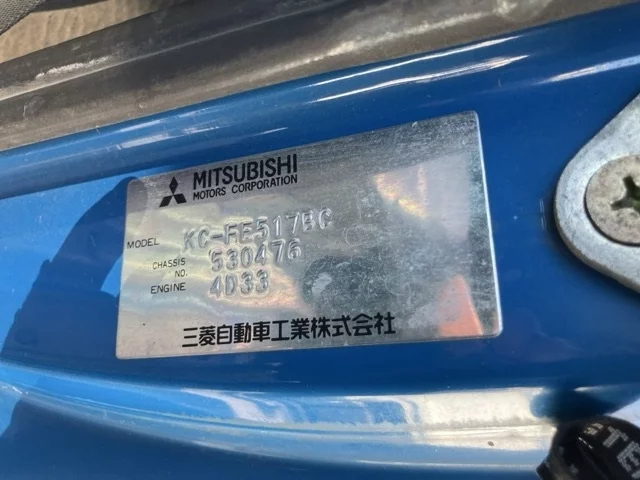 MITSUBISHI
MOTORS CORPORATION
MODEL KC-FE517BC
CHASSIS NO. 530476
ENGINE 4D33
三菱自動車工業株式会社